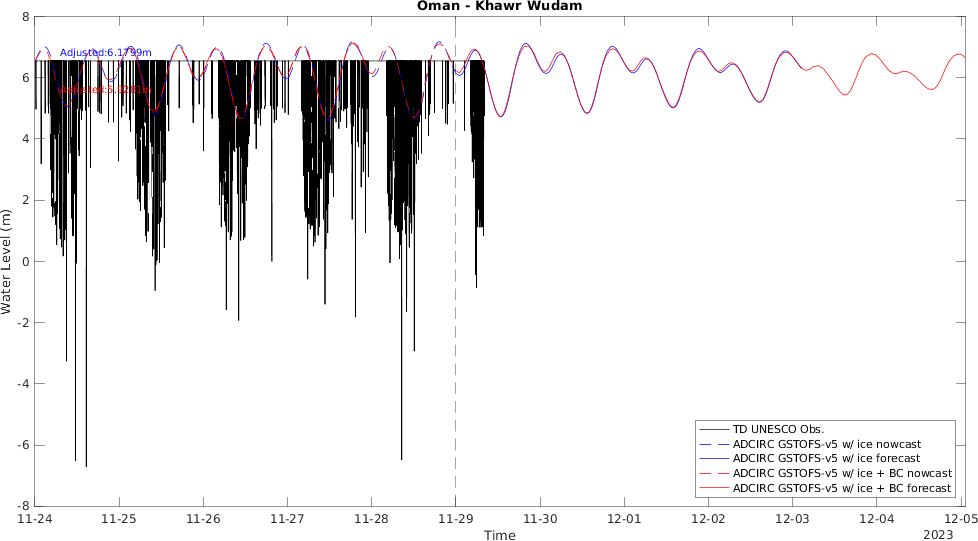 Oman - Khawr Wudam
Water Level (m)
8
6
4
2
0
-2
-4
-6
-8
Adjusted:6.1799m
TD UNESCO Obs.
ADCIRC GSTOFS-v5 w/ ice nowcast
ADCIRC GSTOFS-v5 w/ ice forecast
ADCIRC GSTOFS-v5 w/ ice + BC nowcast
ADCIRC GSTOFS-v5 w/ ice + BC forecast
11-24 11-25 11-26 11-27 11-28 11-29 11-30 12-01 12-02 12-03 12-04 12-05
Time
2023